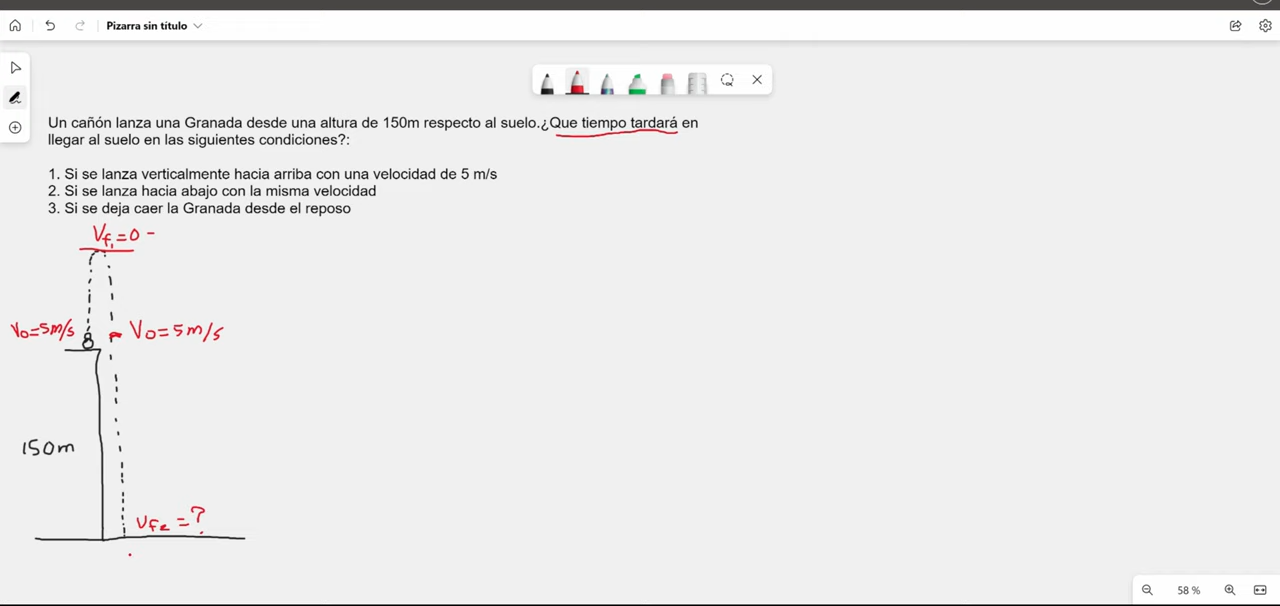 Pizarra sin título
Un cañón lanza una Granada desde una altura de 150m respecto al suelo.¿Que tiempo tardará en
llegar al suelo en las siguientes condiciones?:
1. Si se lanza verticalmente hacia arriba con una velocidad de 5 m/s
2. Si se lanza hacia abajo con la misma velocidad
3. Si se deja caer la Granada desde el reposo
Vf₁=0 -
Vo=5m/s
Vo=5m/s
150m
Vf₂=?
58 %